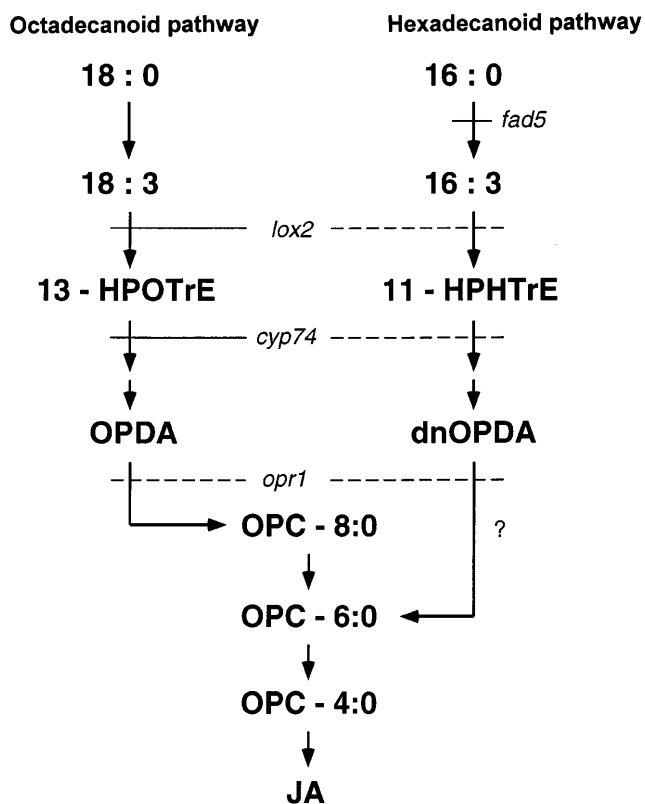 Octadecanoid pathway
Hexadecanoid pathway
18 : 0
16 : 0
fad5
18 : 3
16 : 3
lox2
13 - HPOTrE
11 - HPHTrE
cyp74
OPDA
dnOPDA
opr1
OPC - 8:0
?
OPC - 6:0
OPC - 4:0
JA